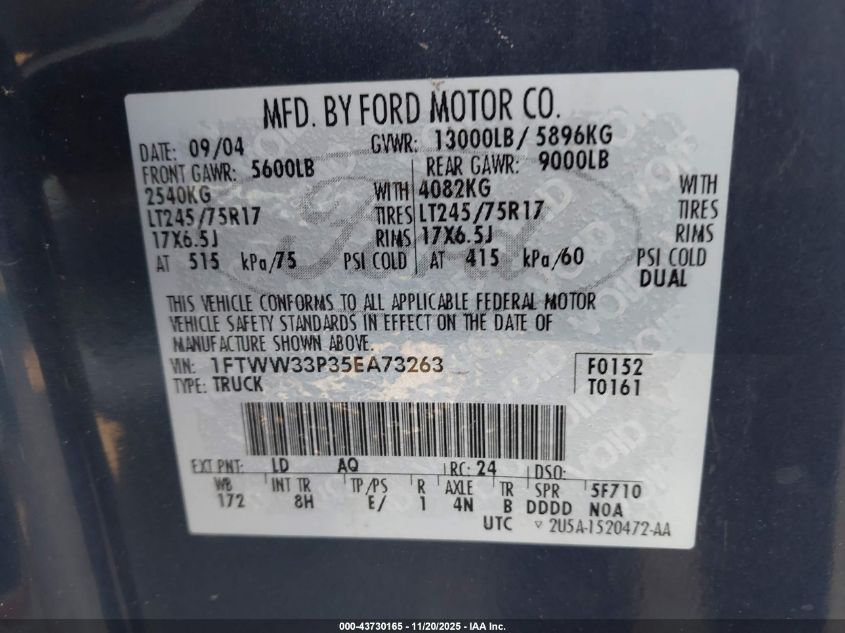 MFD. BY FORD MOTOR CO.
DATE: 09/04 GVWR: 13000LB/ 5896KG
FRONT GAWR: 5600LB REAR GAWR: 9000LB
2540KG WITH 4082KG WITH
LT245/75R17 TIRES LT245/75R17 TIRES
17X6.5J RIMS 17X6.5J RIMS
AT 515 kPa/75 PSI COLD AT 415 kPa/60 PSI COLD
DUAL
THIS VEHICLE CONFORMS TO ALL APPLICABLE FEDERAL MOTOR
VEHICLE SAFETY STANDARDS IN EFFECT ON THE DATE OF
MANUFACTURE SHOWN ABOVE.
VIN: 1FTWW33P35EA73263 F0152
TYPE: TRUCK T0161
EXT PNT: LD AQ RC: 24 DSO:
WB INT TR TP/PS R AXLE TR SPR 5F710
172 8H E/ 1 4N B DDDD N0A
UTC 2U5A-1520472-AA
000-43730165 - 11/20/2025 - IAA Inc.